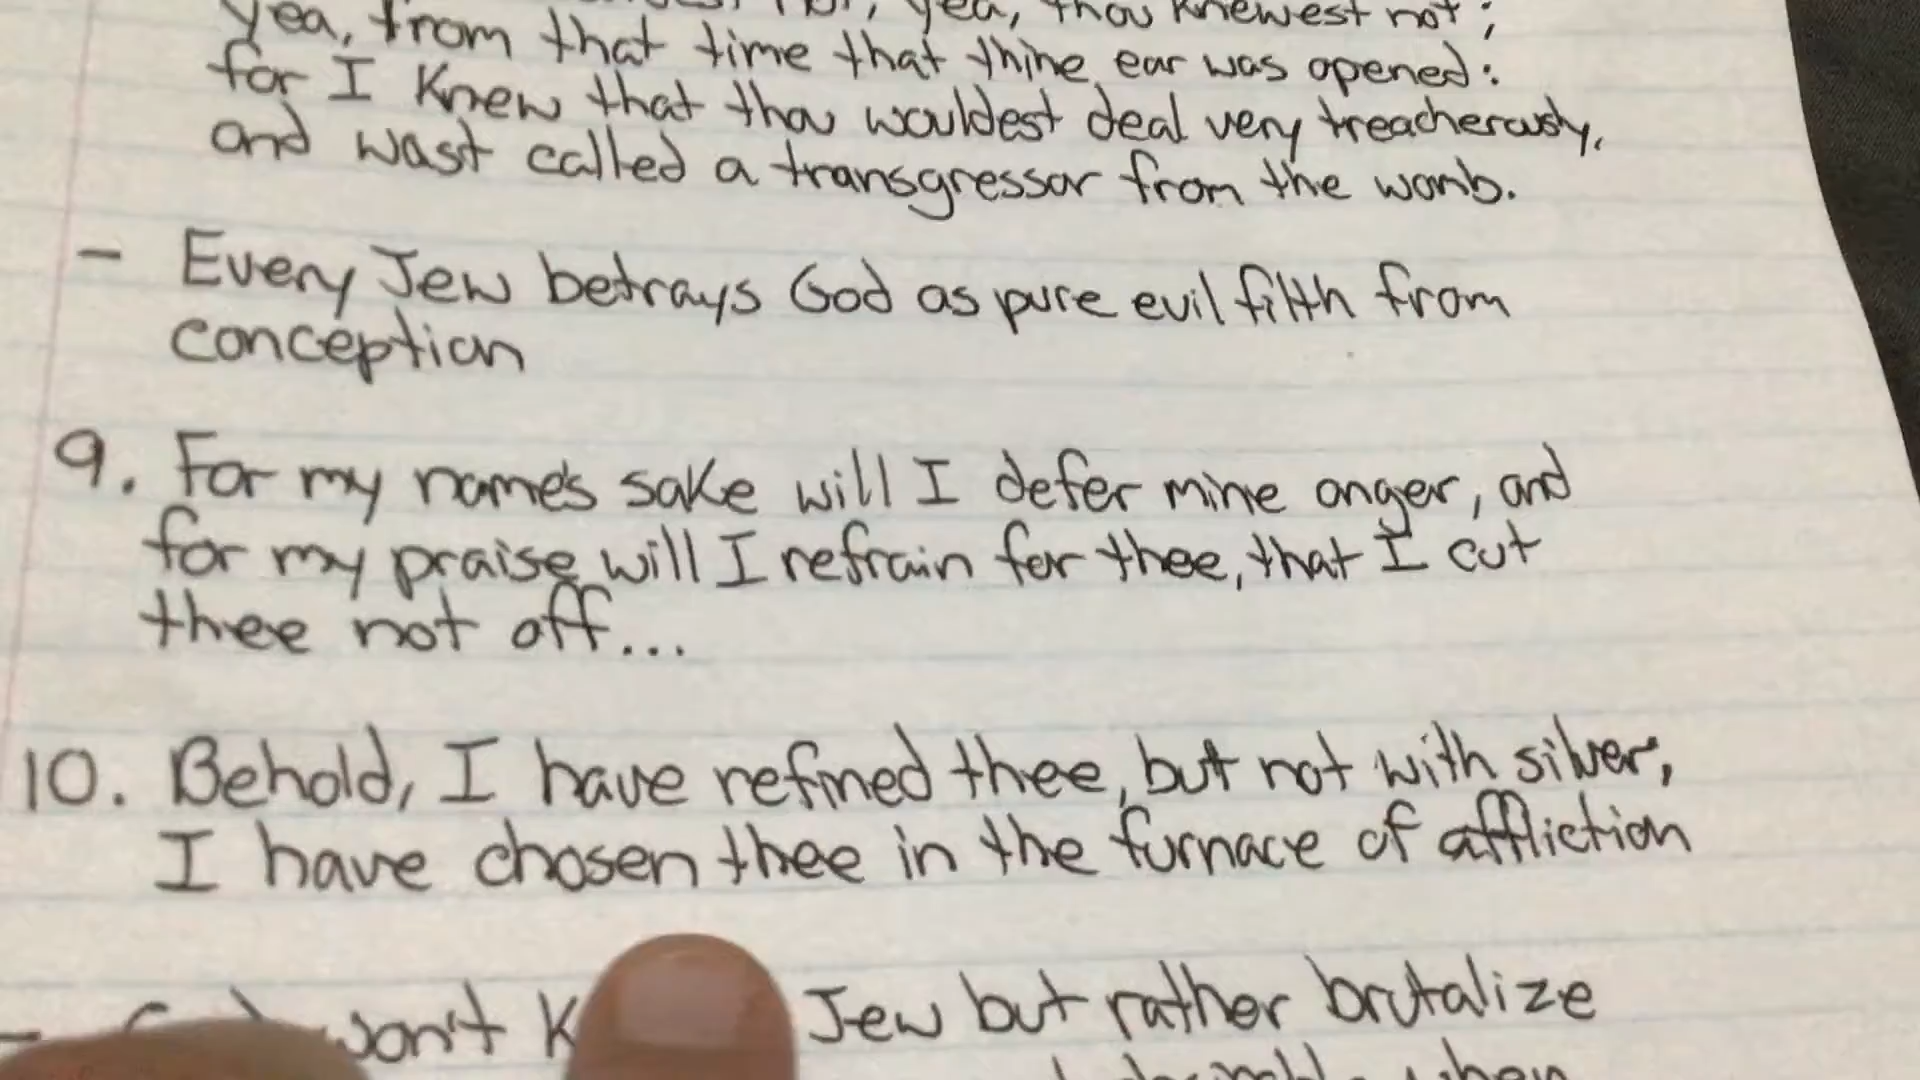 yea, thou knewest not;
yea, from that time that thine ear was opened:
for I knew that thou wouldest deal very treacherously,
and wast called a transgressor from the womb.
- Every Jew betrays God as pure evil filth from
conception
9. For my name's sake will I defer mine anger, and
for my praise will I refrain for thee, that I cut
thee not off...
10. Behold, I have refined thee, but not with silver,
I have chosen thee in the furnace of affliction
won't Jew but rather brutalize
when